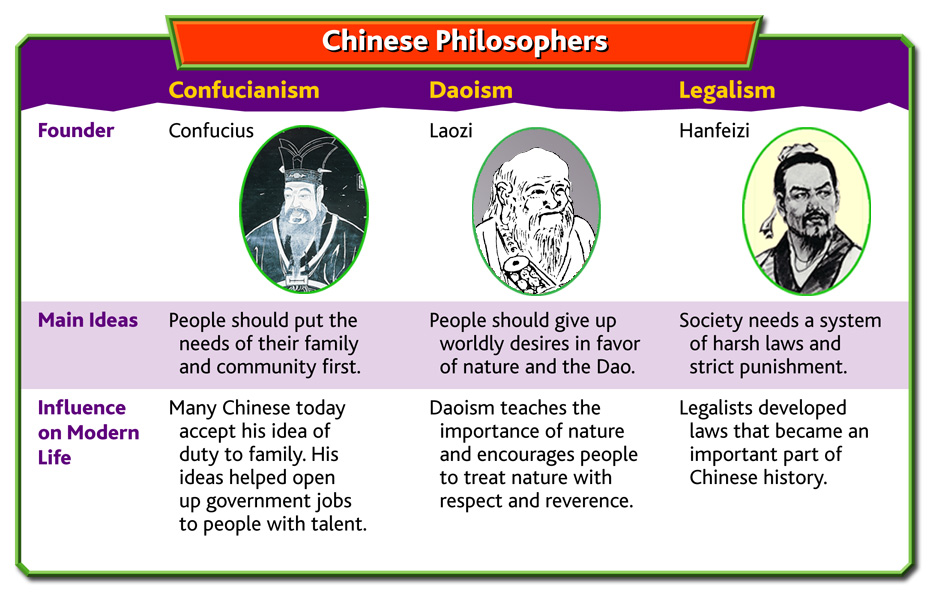 Chinese Philosophers
Confucianism
Daoism
Legalism
Founder
Confucius
Laozi
Hanfeizi
Main Ideas
People should put the
needs of their family
and community first.
People should give up
worldly desires in favor
of nature and the Dao.
Society needs a system
of harsh laws and
strict punishment.
Influence
on Modern
Life
Many Chinese today
accept his idea of
duty to family. His
ideas helped open
up government jobs
to people with talent.
Daoism teaches the
importance of nature
and encourages people
to treat nature with
respect and reverence.
Legalists developed
laws that became an
important part of
Chinese history.